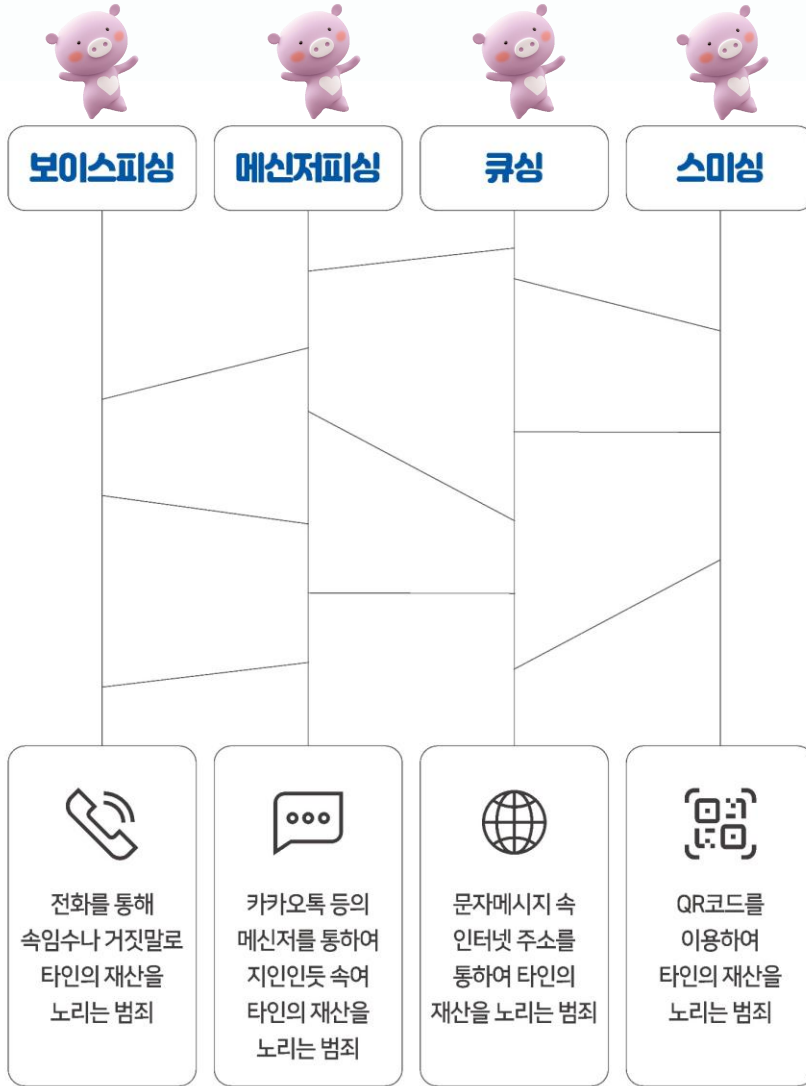 보이스피싱
메신저피싱
큐싱
스미싱
전화를 통해
속임수나 거짓말로
타인의 재산을
노리는 범죄
카카오톡 등의
메신저를 통하여
지인인듯 속여
타인의 재산을
노리는 범죄
문자메시지 속
인터넷 주소를
통하여 타인의
재산을 노리는 범죄
QR코드를
이용하여
타인의 재산을
노리는 범죄